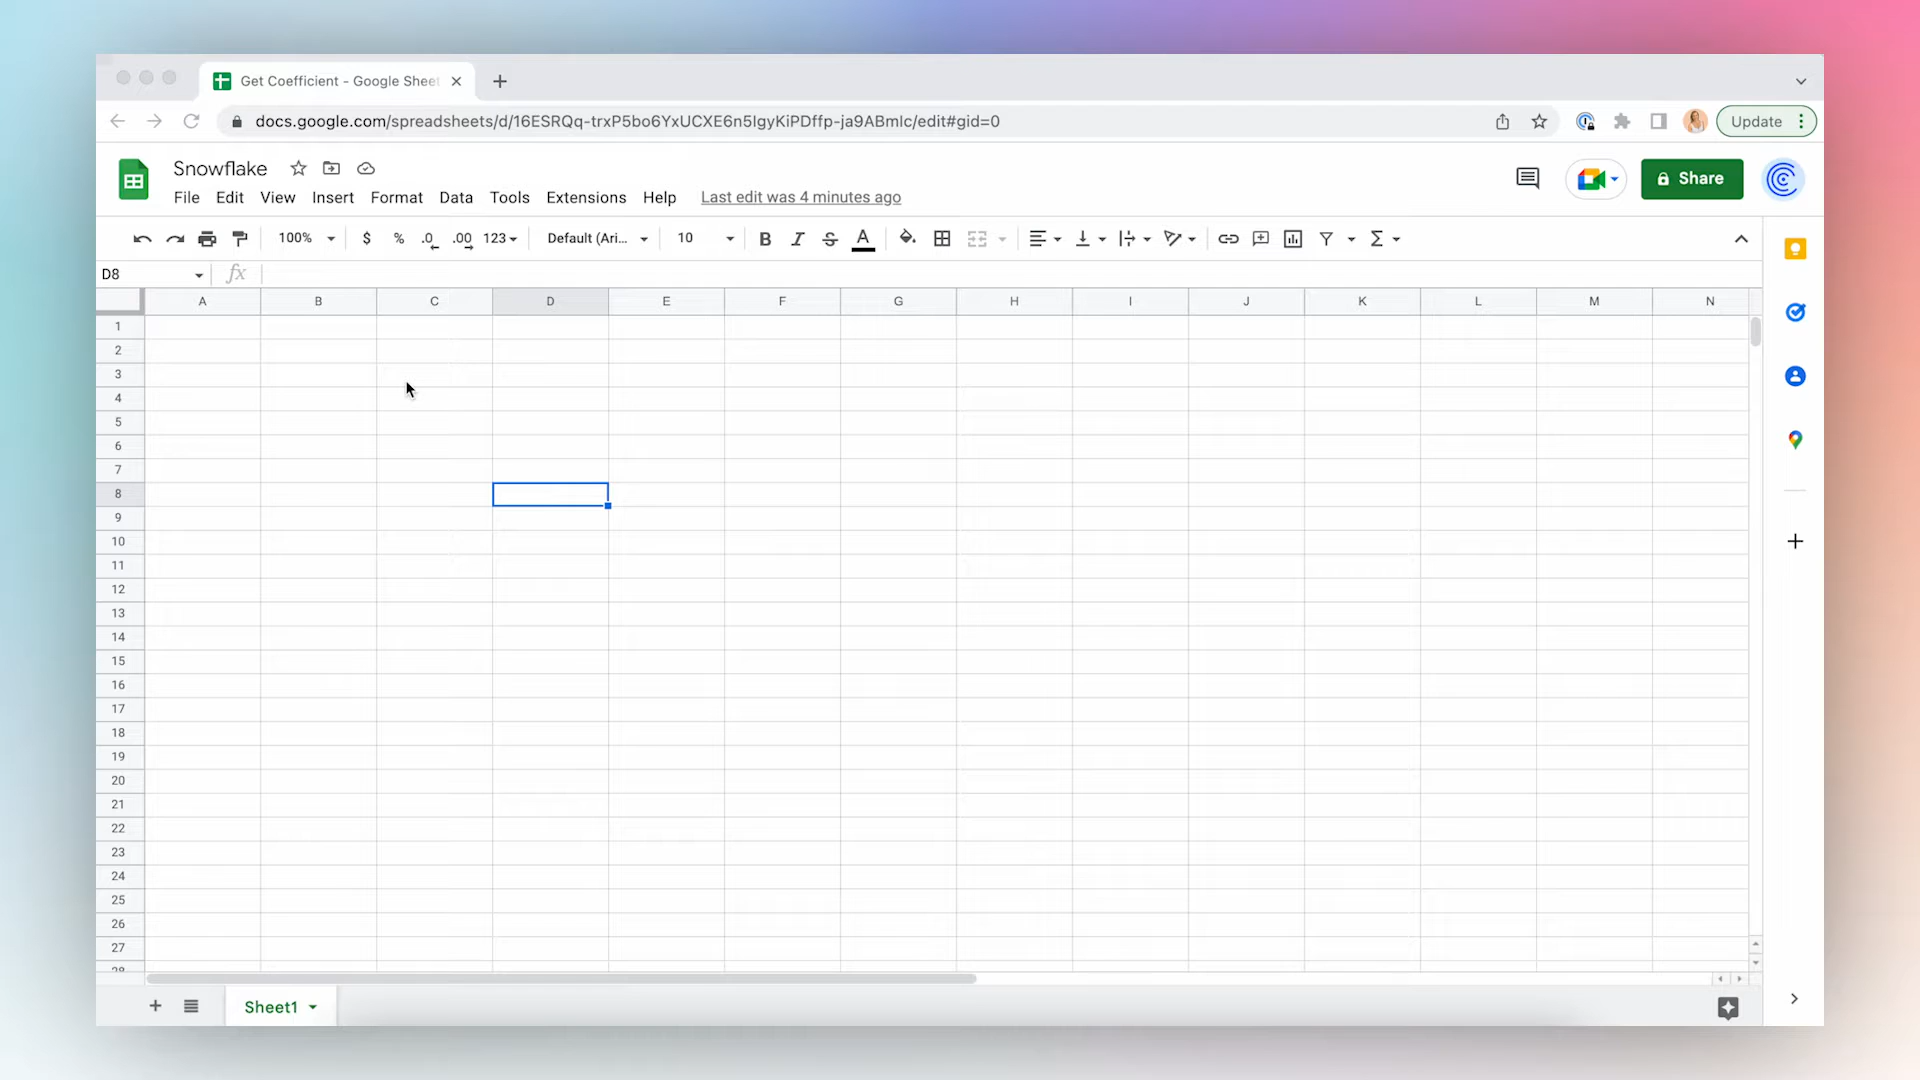 Get Coefficient - Google Sheet
docs.google.com/spreadsheets/d/16ESRQq-trxP5bo6YxUCXE6n5IgyKiPDffp-ja9ABmIc/edit#gid=0
Update
Snowflake
File Edit View Insert Format Data Tools Extensions Help Last edit was 4 minutes ago
Share
100% $ % .0 .00 123 Default (Ari... 10 B I S A
D8 fx
A B C D E F G H I J K L M N
1
2
3
4
5
6
7
8
9
10
11
12
13
14
15
16
17
18
19
20
21
22
23
24
25
26
27
28
Sheet1